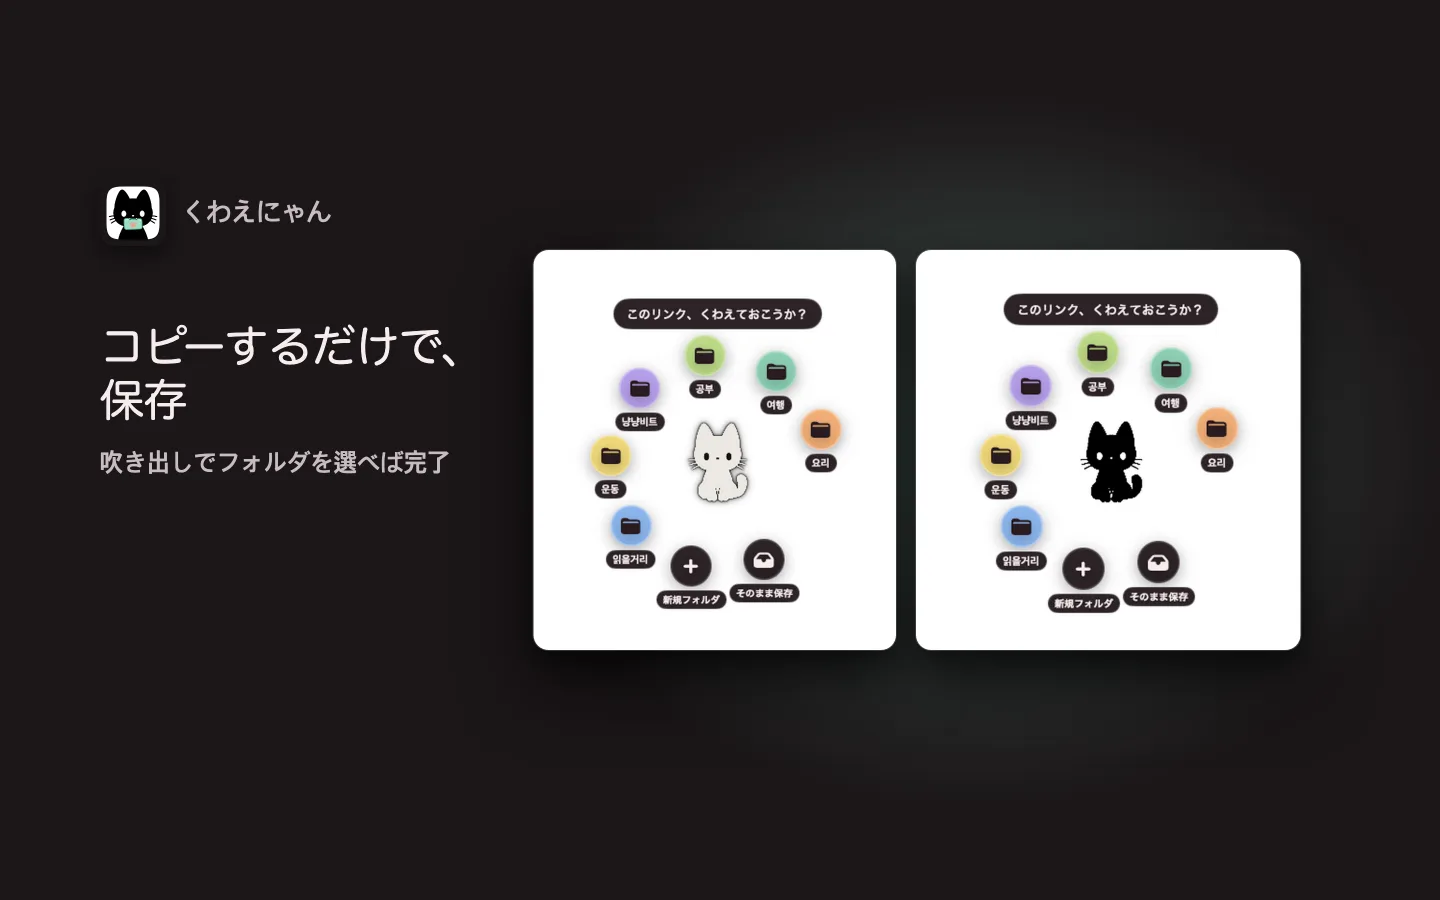 くわえにゃん
コピーするだけで、
保存
吹き出しでフォルダを選べば完了
このリンク、くわえておこうか？
공부
여행
냥냥비트
요리
운동
읽을거리
新規フォルダ
そのまま保存
このリンク、くわえておこうか？
공부
여행
냥냥비트
요리
운동
읽을거리
新規フォルダ
そのまま保存